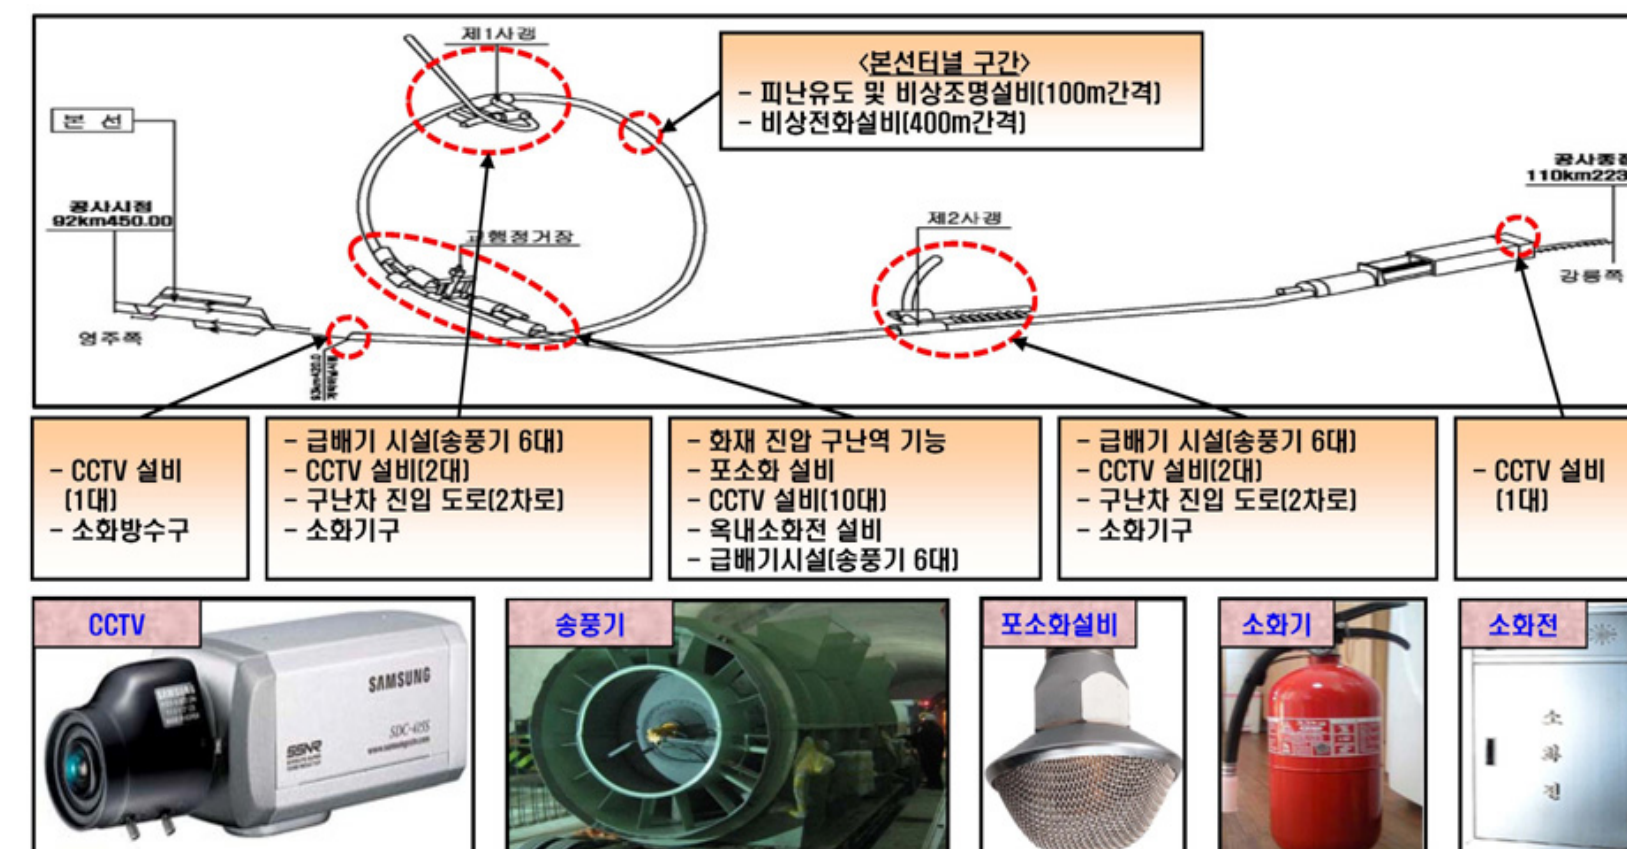 제1사갱
<본선터널 구간>
- 피난유도 및 비상조명설비(100m간격)
- 비상전화설비(400m간격)
본 선
공사시점
92km450.00
교행정거장
제2사갱
공사종점
110km223
영주쪽
강릉쪽
- CCTV 설비
(1대)
- 소화방수구
- 급배기 시설(송풍기 6대)
- CCTV 설비(2대)
- 구난차 진입 도로(2차로)
- 소화기구
- 화재 진압 구난역 기능
- 포소화 설비
- CCTV 설비(10대)
- 옥내소화전 설비
- 급배기시설(송풍기 6대)
- 급배기 시설(송풍기 6대)
- CCTV 설비(2대)
- 구난차 진입 도로(2차로)
- 소화기구
- CCTV 설비
(1대)
CCTV
SAMSUNG
SSNR
송풍기
포소화설비
소화기
소화전
소
화
전